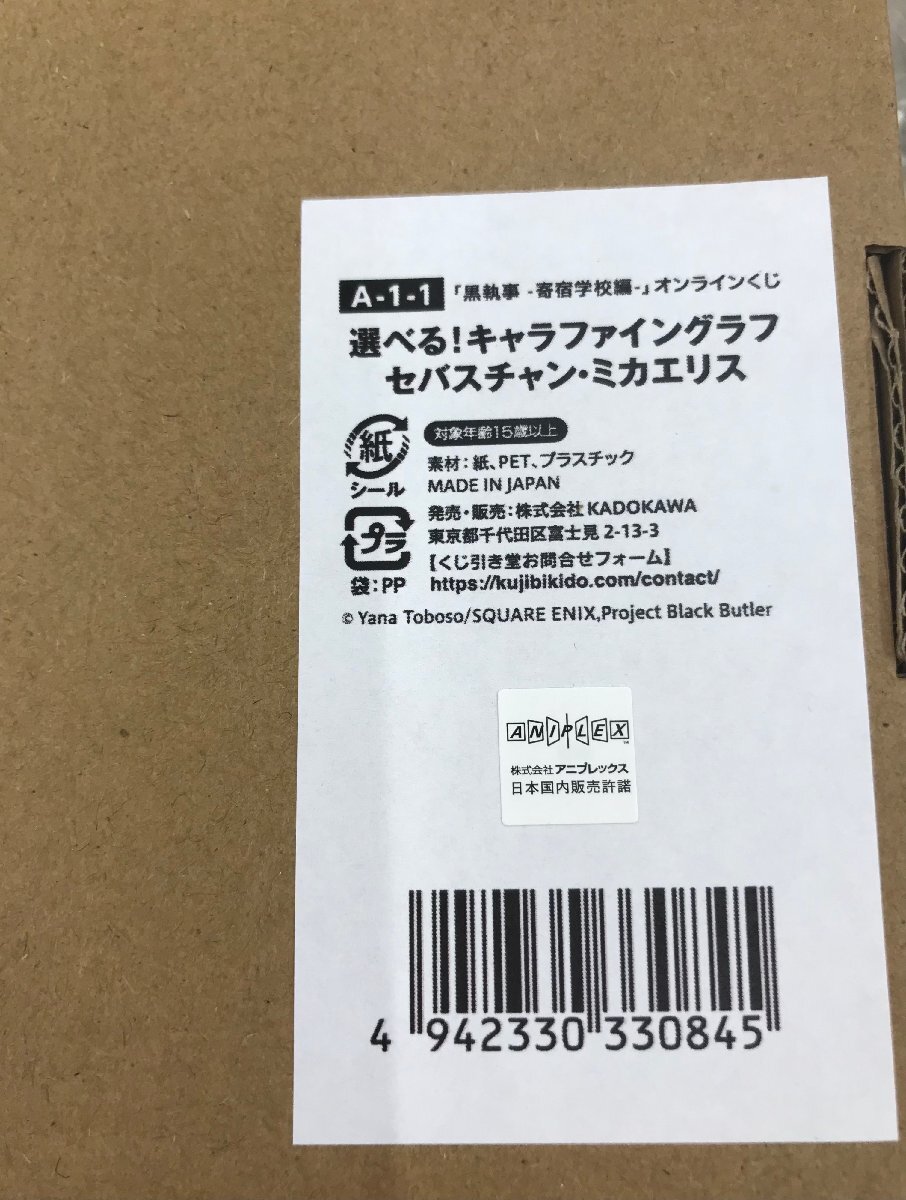 A-1-1 「黒執事 -寄宿学校編-」オンラインくじ
選べる!キャラファイングラフ
セバスチャン・ミカエリス
紙
シール
対象年齢15歳以上
素材:紙、PET、プラスチック
MADE IN JAPAN
プラ
袋:PP
発売・販売:株式会社 KADOKAWA
東京都千代田区富士見 2-13-3
【くじ引き堂お問合せフォーム】
https://kujibikido.com/contact/
© Yana Toboso/SQUARE ENIX,Project Black Butler
ANIPLEX™
株式会社アニプレックス
日本国内販売許諾
4 942330 330845